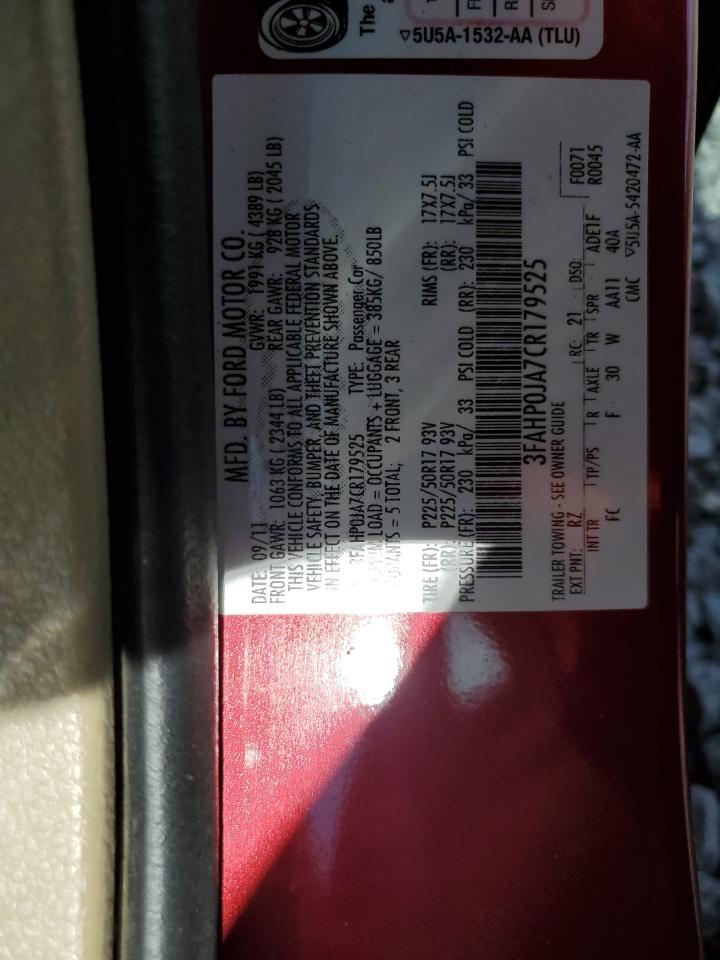 The
▽5U5A-1532-AA (TLU)
MFD. BY FORD MOTOR CO.
DATE: 09/11 GVWR: 1991 KG ( 4389 LB)
FRONT GAWR: 1063 KG ( 2344 LB) REAR GAWR: 928 KG ( 2045 LB)
THIS VEHICLE CONFORMS TO ALL APPLICABLE FEDERAL MOTOR
VEHICLE SAFETY, BUMPER, AND THEFT PREVENTION STANDARDS
IN EFFECT ON THE DATE OF MANUFACTURE SHOWN ABOVE.
3FAHP0JA7CR179525 TYPE: Passenger Car
LOAD = OCCUPANTS + LUGGAGE = 385KG/ 850LB
= 5 TOTAL; 2 FRONT, 3 REAR
TIRE (FR): P225/50R17 93V RIMS (FR): 17X7.5J
(RR): P225/50R17 93V (RR): 17X7.5J
PRESSURE (FR): 230 kPa/ 33 PSI COLD (RR): 230 kPa/ 33 PSI COLD
3FAHP0JA7CR179525
TRAILER TOWING - SEE OWNER GUIDE F0071
EXT PNT: RZ RC: 21 DSO: R0045
INT TR TP/PS R AXLE TR SPR ADE1F
FC F 30 W AA11 40A
CMC ▽5U5A-5420472-AA